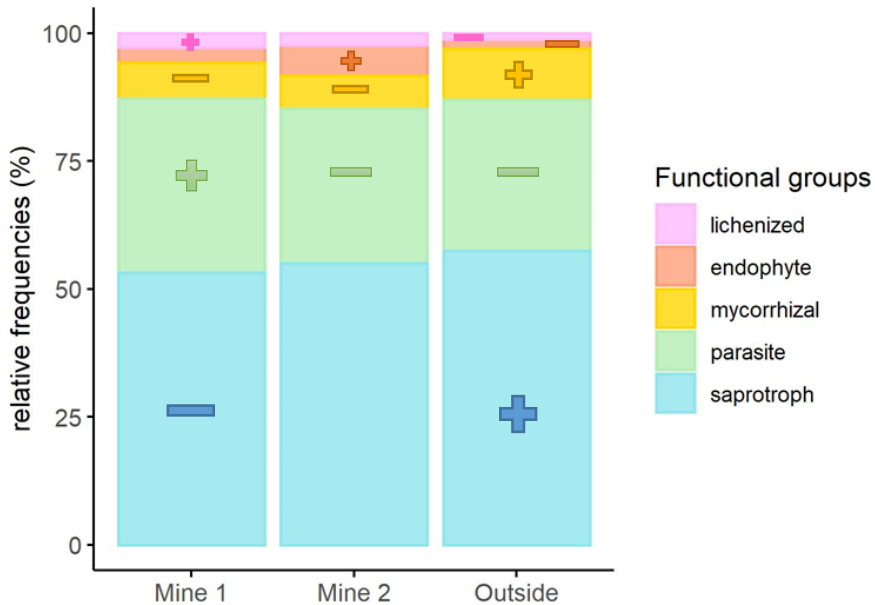 relative frequencies (%)
100
75
50
25
0
Mine 1
Mine 2
Outside
Functional groups
lichenized
endophyte
mycorrhizal
parasite
saprotroph